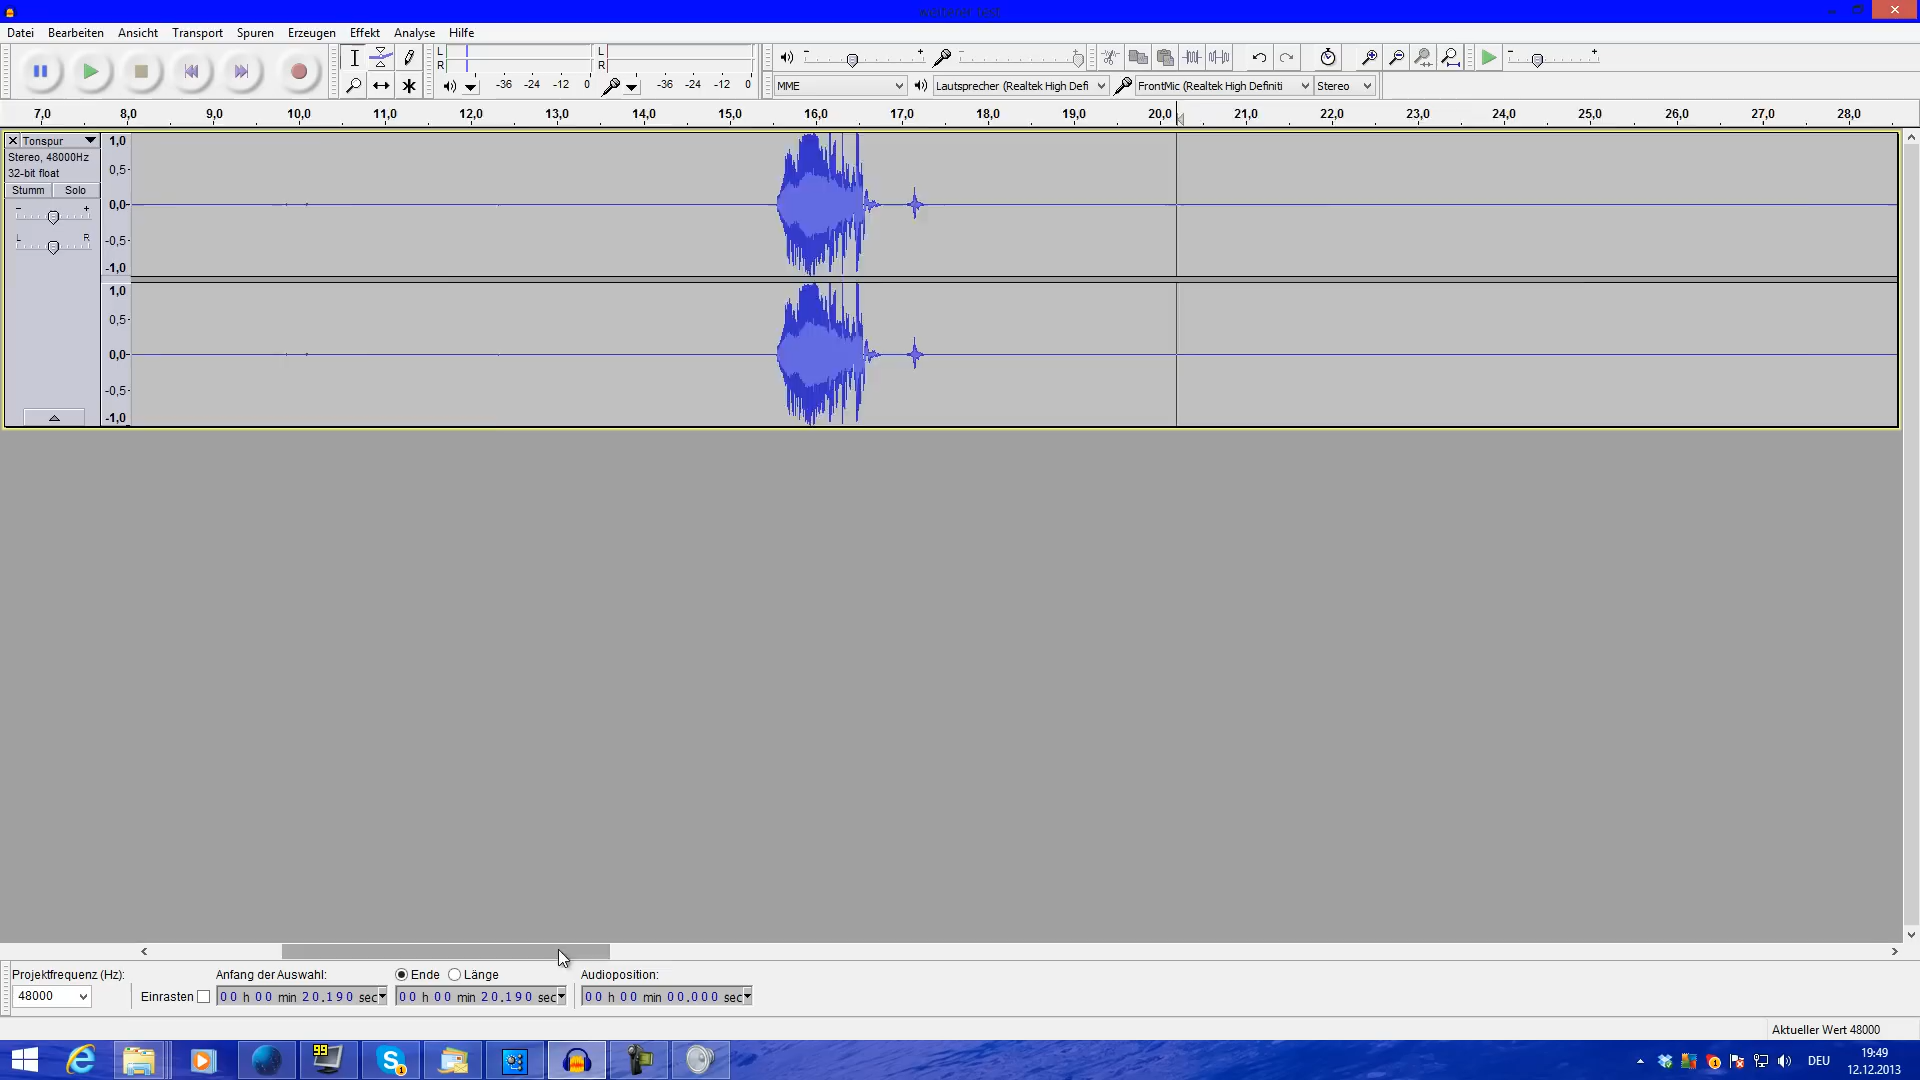 Datei Bearbeiten Ansicht Transport Spuren Erzeugen Effekt Analyse Hilfe
L
R
L
R
-36 -24 -12 0
-36 -24 -12 0
MME Lautsprecher (Realtek High Defi FrontMic (Realtek High Definiti Stereo
7,0 8,0 9,0 10,0 11,0 12,0 13,0 14,0 15,0 16,0 17,0 18,0 19,0 20,0 21,0 22,0 23,0 24,0 25,0 26,0 27,0 28,0
Tonspur
Stereo, 48000Hz
32-bit float
Stumm Solo
- +
L R
1,0
0,5-
0,0-
-0,5-
-1,0
1,0
0,5-
0,0-
-0,5-
-1,0
Projektfrequenz (Hz): Anfang der Auswahl: Ende Länge Audioposition:
48000 Einrasten 00 h 00 min 20.190 sec 00 h 00 min 20.190 sec 00 h 00 min 00.000 sec
Aktueller Wert 48000
99
DEU
19:49
12.12.2013